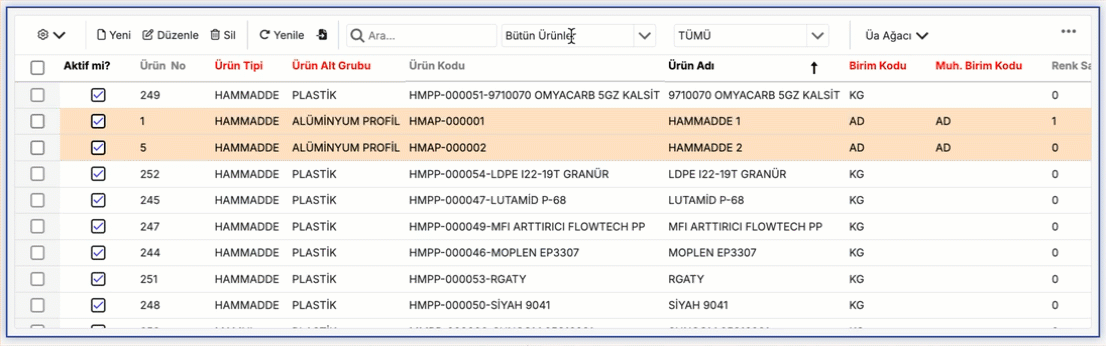 Yeni Düzenle Sil Yenile Ara... Bütün Ürünler TÜMÜ Üa Ağacı
Aktif mi? Ürün No Ürün Tipi Ürün Alt Grubu Ürün Kodu Ürün Adı Birim Kodu Muh. Birim Kodu Renk Sa
249 HAMMADDE PLASTİK HMPP-000051-9710070 OMYACARB 5GZ KALSİT 9710070 OMYACARB 5GZ KALSİT KG 0
1 HAMMADDE ALÜMİNYUM PROFİL HMAP-000001 HAMMADDE 1 AD AD 1
5 HAMMADDE ALÜMİNYUM PROFİL HMAP-000002 HAMMADDE 2 AD AD 0
252 HAMMADDE PLASTİK HMPP-000054-LDPE I22-19T GRANÜR LDPE I22-19T GRANÜR KG 0
245 HAMMADDE PLASTİK HMPP-000047-LUTAMİD P-68 LUTAMİD P-68 KG 0
247 HAMMADDE PLASTİK HMPP-000049-MFI ARTTIRICI FLOWTECH PP MFI ARTTIRICI FLOWTECH PP KG 0
244 HAMMADDE PLASTİK HMPP-000046-MOPLEN EP3307 MOPLEN EP3307 KG 0
251 HAMMADDE PLASTİK HMPP-000053-RGATY RGATY KG 0
248 HAMMADDE PLASTİK HMPP-000050-SİYAH 9041 SİYAH 9041 KG 0